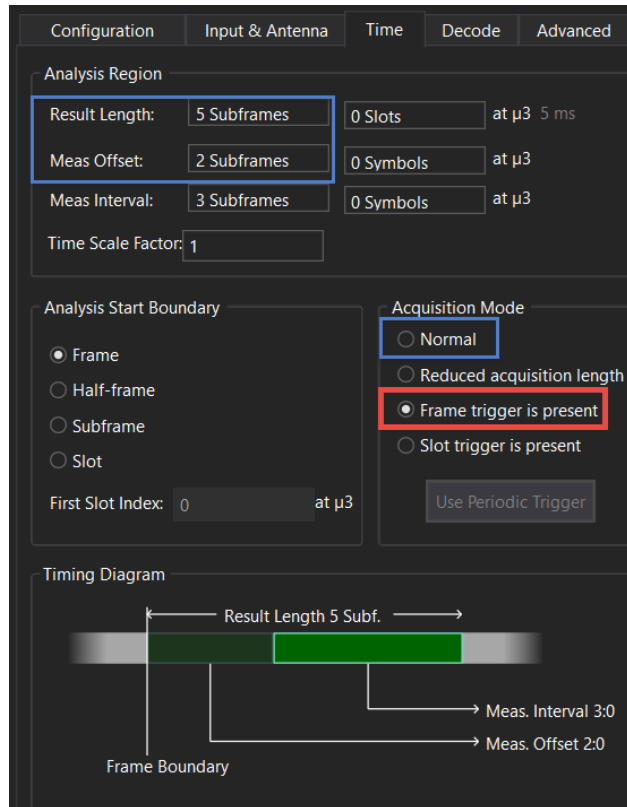 Configuration Input & Antenna Time Decode Advanced
Analysis Region
Result Length: 5 Subframes 0 Slots at µ3 5 ms
Meas Offset: 2 Subframes 0 Symbols at µ3
Meas Interval: 3 Subframes 0 Symbols at µ3
Time Scale Factor: 1
Analysis Start Boundary
Frame
Half-frame
Subframe
Slot
First Slot Index: 0 at µ3
Acquisition Mode
Normal
Reduced acquisition length
Frame trigger is present
Slot trigger is present
Use Periodic Trigger
Timing Diagram
Result Length 5 Subf.
Meas. Interval 3:0
Meas. Offset 2:0
Frame Boundary